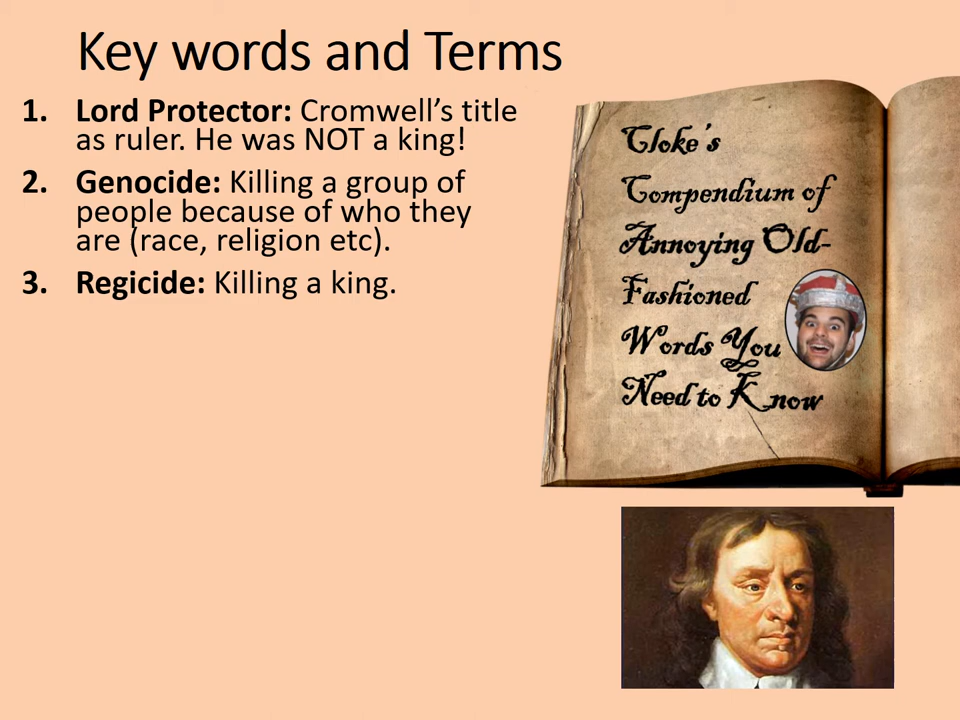 Key words and Terms
1. Lord Protector: Cromwell’s title
as ruler. He was NOT a king!
2. Genocide: Killing a group of
people because of who they
are (race, religion etc).
3. Regicide: Killing a king.
Cloke’s
Compendium of
Annoying Old-
Fashioned
Words You
Need to Know